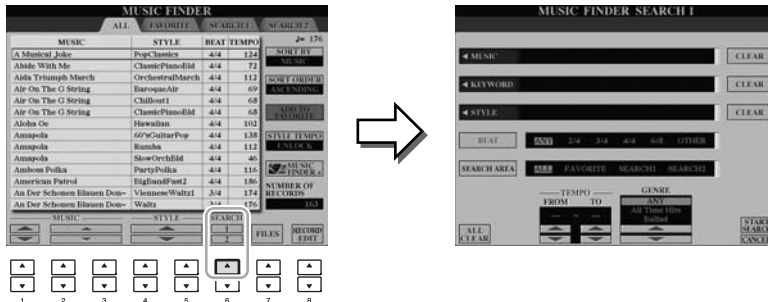 MUSIC FINDER
ALL FAVORITE SEARCH 1 SEARCH 2
MUSIC STYLE BEAT TEMPO
♩= 176
A Musical Joke PopClassics 4/4 124
Abide With Me ClassicPianoBld 4/4 72
Aida Triumph March OrchestralMarch 4/4 112
Air On The G String BaroqueAir 4/4 69
Air On The G String Chillout1 4/4 68
Air On The G String ClassicPianoBld 4/4 68
Aloha Oe Hawaiian 4/4 102
Amapola 60'sGuitarPop 4/4 138
Amapola Rumba 4/4 112
Amapola SlowOrchBld 4/4 46
Amboss Polka PartyPolka 4/4 116
American Patrol BigBandFast2 4/4 186
An Der Schonen Blauen Don~ VienneseWaltz1 3/4 174
An Der Schonen Blauen Don~ Waltz 3/4 176
SORT BY
MUSIC
SORT ORDER
ASCENDING
ADD TO
FAVORITE
STYLE TEMPO
UNLOCK
MUSIC
FINDER+
NUMBER OF
RECORDS
163
MUSIC STYLE SEARCH
1
2
FILES
RECORD
EDIT
1 2 3 4 5 6 7 8
MUSIC FINDER SEARCH 1
MUSIC CLEAR
KEYWORD CLEAR
STYLE CLEAR
BEAT ANY 2/4 3/4 4/4 6/8 OTHER
SEARCH AREA ALL FAVORITE SEARCH1 SEARCH2
TEMPO
FROM TO
--- ~ ---
GENRE
ANY
All Time Hits
Ballad
ALL
CLEAR
START
SEARCH
CANCEL